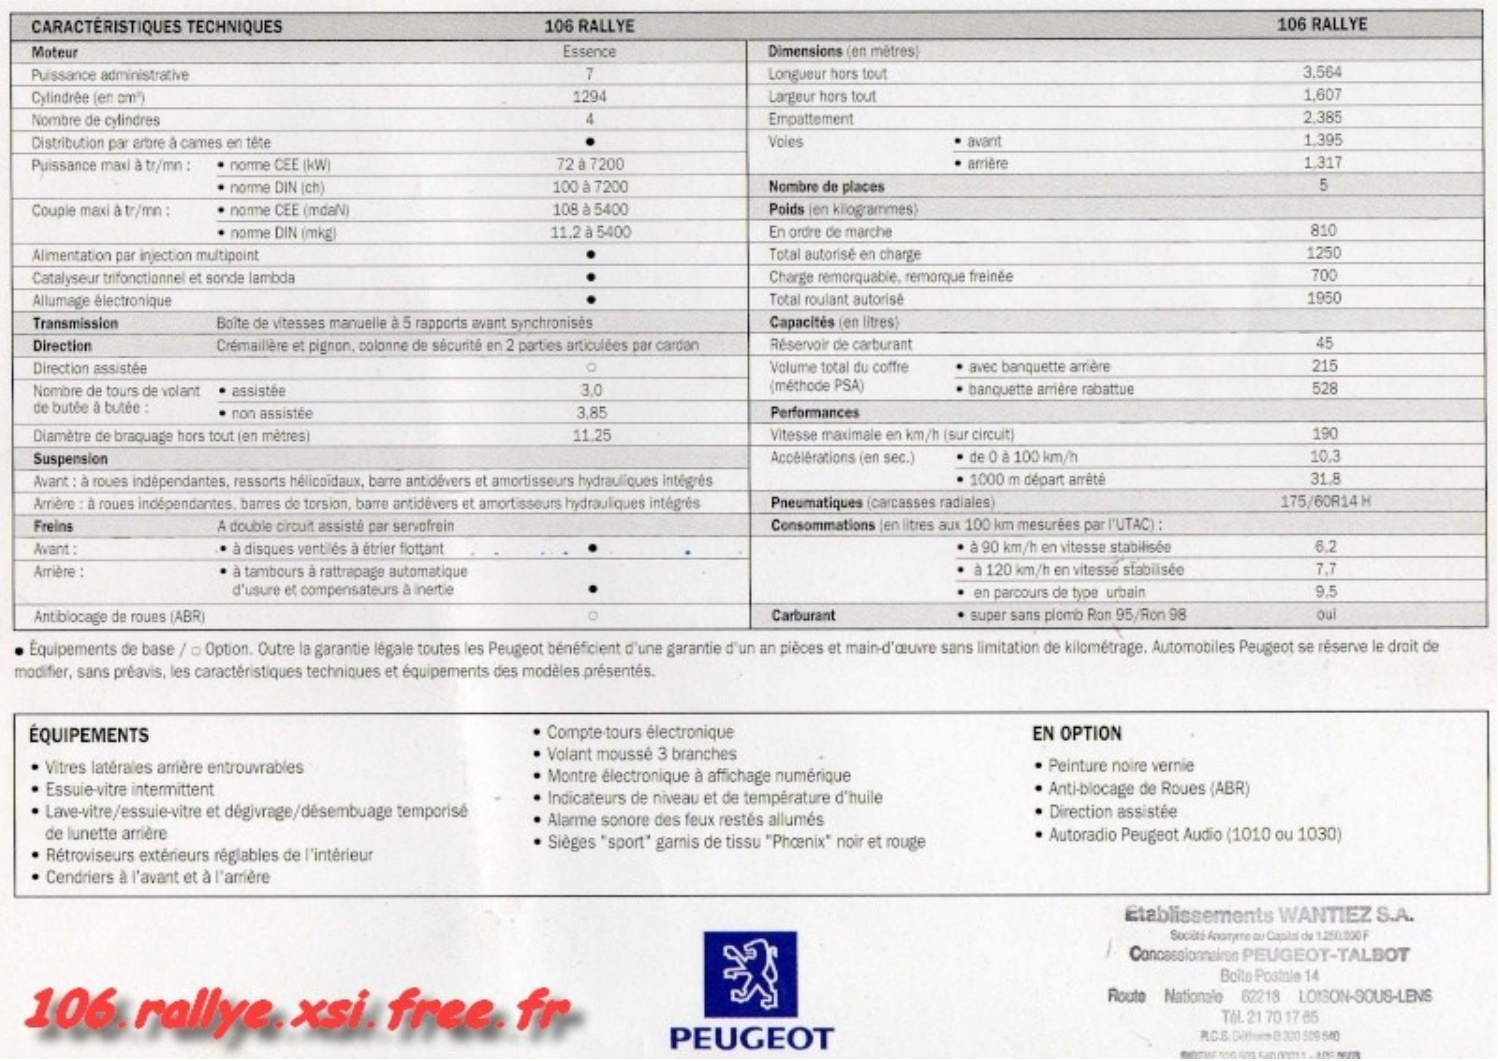 CARACTÉRISTIQUES TECHNIQUES 106 RALLYE
Moteur Essence
Puissance administrative 7
Cylindrée (en cm³) 1294
Nombre de cylindres 4
Distribution par arbre à cames en tête ●
Puissance maxi à tr/mn : • norme CEE (kW) 72 à 7200
• norme DIN (ch) 100 à 7200
Couple maxi à tr/mn : • norme CEE (mdaN) 108 à 5400
• norme DIN (mkg) 11,2 à 5400
Alimentation par injection multipoint ●
Catalyseur trifonctionnel et sonde lambda ●
Allumage électronique ●
Transmission Boîte de vitesses manuelle à 5 rapports avant synchronisés
Direction Crémaillère et pignon, colonne de sécurité en 2 parties articulées par cardan
Direction assistée ○
Nombre de tours de volant • assistée 3,0
de butée à butée : • non assistée 3,85
Diamètre de braquage hors tout (en mètres) 11,25
Suspension
Avant : à roues indépendantes, ressorts hélicoïdaux, barre antidévers et amortisseurs hydrauliques intégrés
Arrière : à roues indépendantes, barres de torsion, barre antidévers et amortisseurs hydrauliques intégrés
Freins A double circuit assisté par servofrein
Avant : • à disques ventilés à étrier flottant ●
Arrière : • à tambours à rattrapage automatique
d'usure et compensateurs à inertie ●
Antiblocage de roues (ABR) ○
106 RALLYE
Dimensions (en mètres)
Longueur hors tout 3,564
Largeur hors tout 1,607
Empattement 2,385
Voies • avant 1,395
• arrière 1,317
Nombre de places 5
Poids (en kilogrammes)
En ordre de marche 810
Total autorisé en charge 1250
Charge remorquable, remorque freinée 700
Total roulant autorisé 1950
Capacités (en litres)
Réservoir de carburant 45
Volume total du coffre • avec banquette arrière 215
(méthode PSA) • banquette arrière rabattue 528
Performances
Vitesse maximale en km/h (sur circuit) 190
Accélérations (en sec.) • de 0 à 100 km/h 10,3
• 1000 m départ arrêté 31,8
Pneumatiques (carcasses radiales) 175/60R14 H
Consommations (en litres aux 100 km mesurées par l'UTAC) :
• à 90 km/h en vitesse stabilisée 6,2
• à 120 km/h en vitesse stabilisée 7,7
• en parcours de type urbain 9,5
Carburant • super sans plomb Ron 95/Ron 98 oui
● Équipements de base / ○ Option. Outre la garantie légale toutes les Peugeot bénéficient d'une garantie d'un an pièces et main-d'œuvre sans limitation de kilométrage. Automobiles Peugeot se réserve le droit de
modifier, sans préavis, les caractéristiques techniques et équipements des modèles présentés.
ÉQUIPEMENTS
• Vitres latérales arrière entrouvrables
• Essuie-vitre intermittent
• Lave-vitre/essuie-vitre et dégivrage/désembuage temporisé
de lunette arrière
• Rétroviseurs extérieurs réglables de l'intérieur
• Cendriers à l'avant et à l'arrière
• Compte-tours électronique
• Volant moussé 3 branches
• Montre électronique à affichage numérique
• Indicateurs de niveau et de température d'huile
• Alarme sonore des feux restés allumés
• Sièges "sport" garnis de tissu "Phœnix" noir et rouge
EN OPTION
• Peinture noire vernie
• Anti-blocage de Roues (ABR)
• Direction assistée
• Autoradio Peugeot Audio (1010 ou 1030)
Etablissements WANTIEZ S.A.
Société Anonyme au Capital de 1.250.000 F
Concessionnaires PEUGEOT-TALBOT
Boîte Postale 14
Route Nationale 62218 LOISON-SOUS-LENS
Tél. 21 70 17 65
R.C.S. B 320 509 540
106.rallye.xsi.free.fr
PEUGEOT